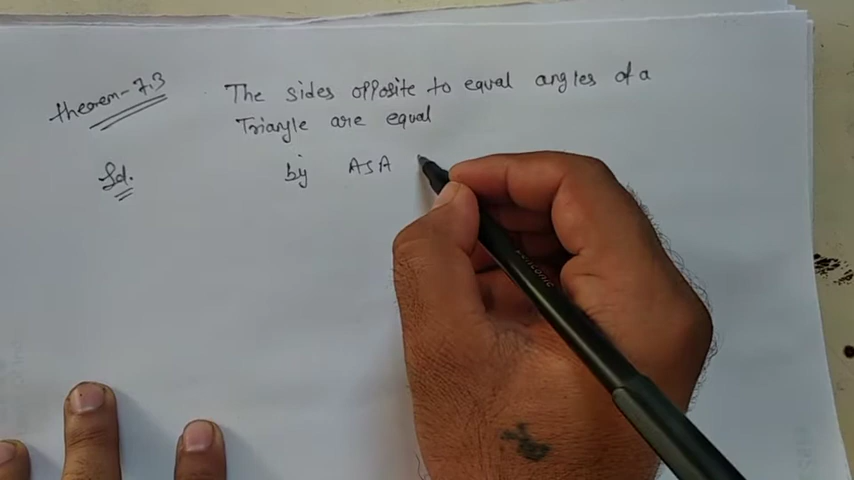 theorem-7.3 The sides opposite to equal angles of a
Triangle are equal
Sol. by ASA